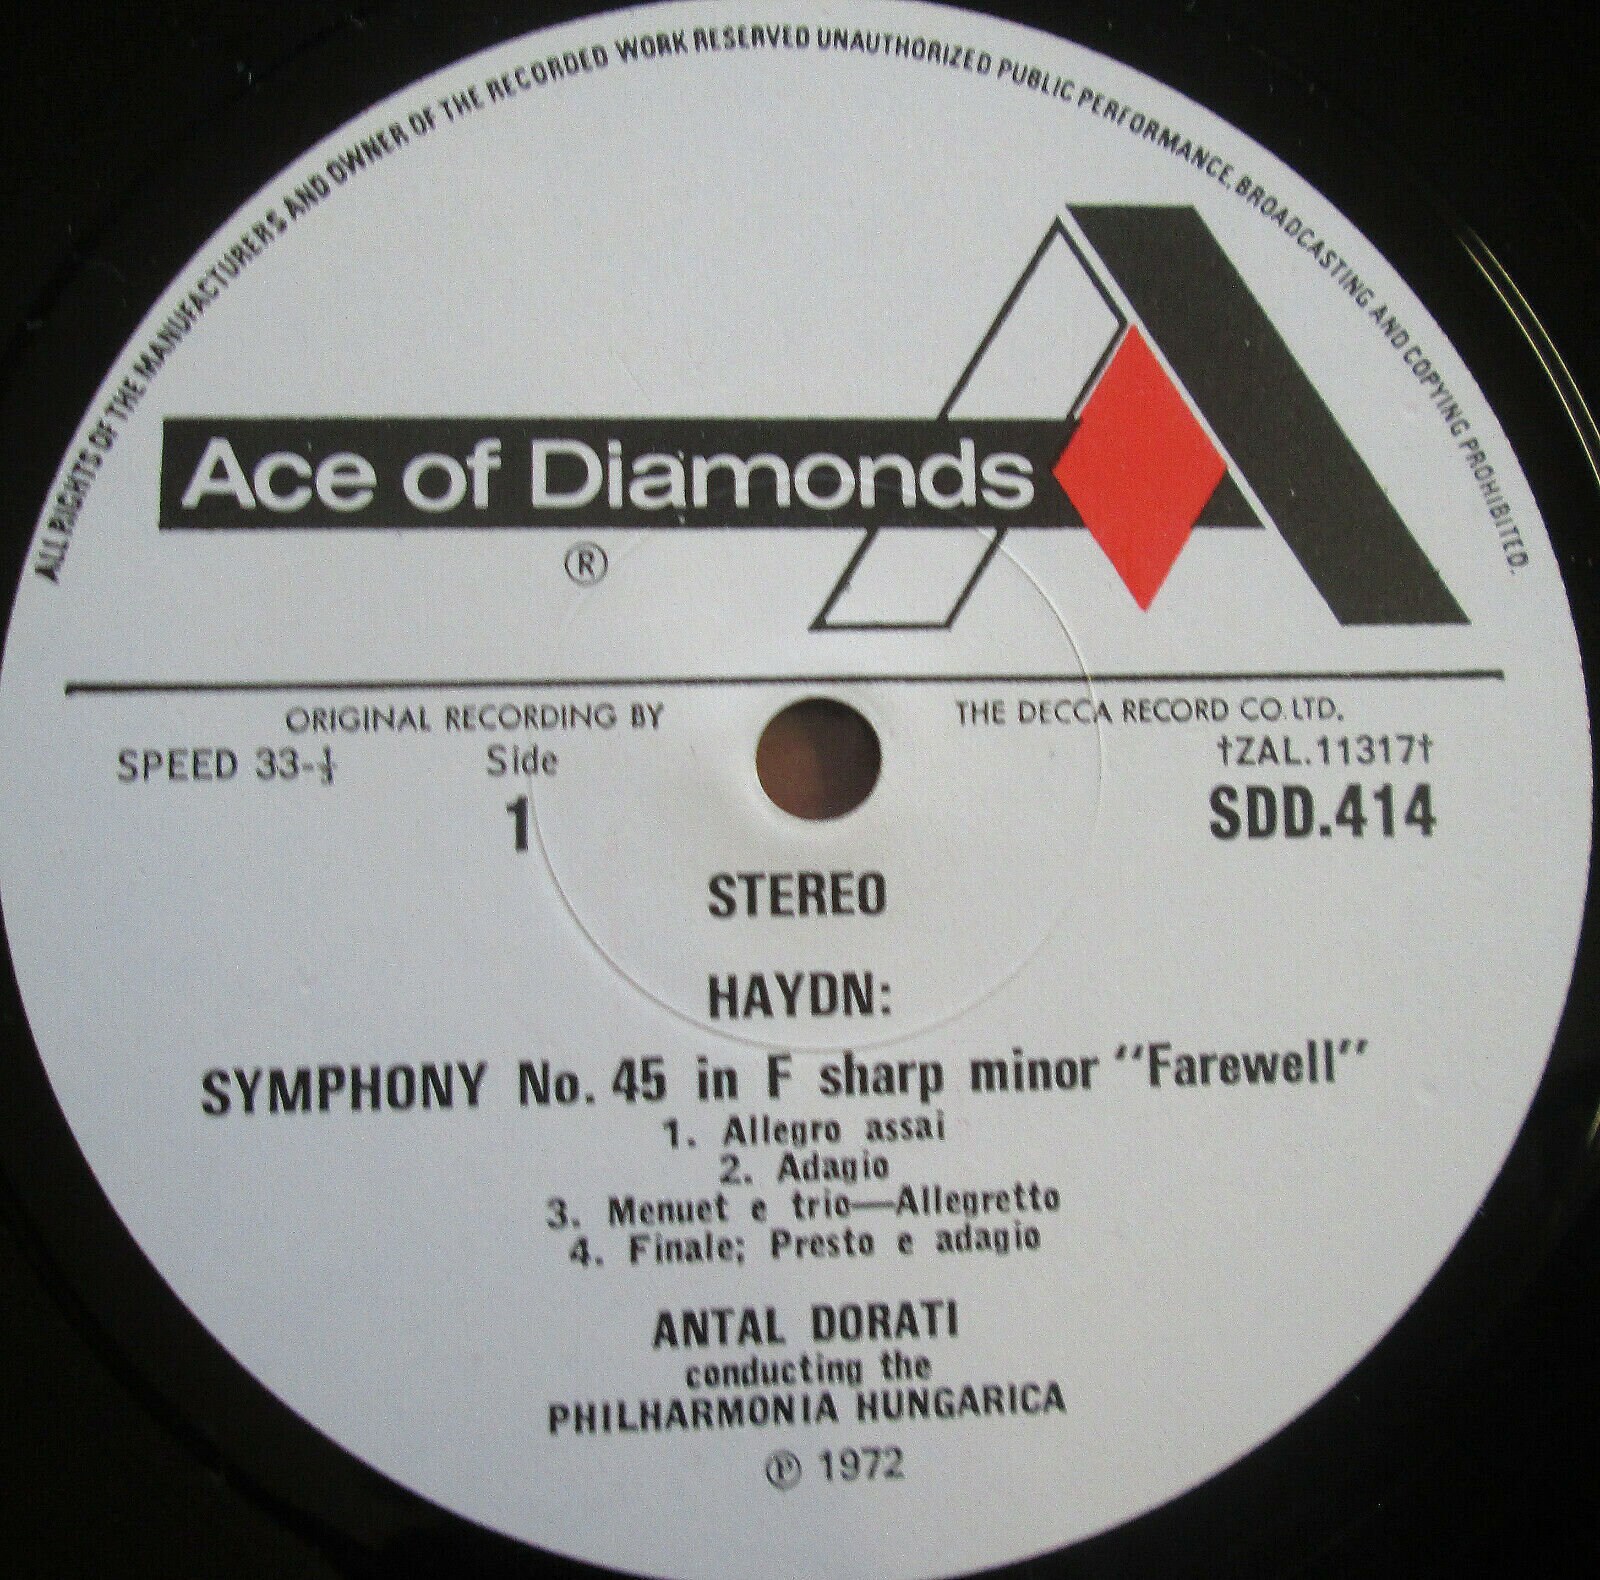 ALL RIGHTS OF THE MANUFACTURERS AND OWNER OF THE RECORDED WORK RESERVED UNAUTHORIZED PUBLIC PERFORMANCE, BROADCASTING AND COPYING PROHIBITED.
Ace of Diamonds
®
ORIGINAL RECORDING BY THE DECCA RECORD CO. LTD.
SPEED 33-⅓ Side †ZAL.11317†
1 SDD.414
STEREO
HAYDN:
SYMPHONY No. 45 in F sharp minor "Farewell"
1. Allegro assai
2. Adagio
3. Menuet e trio—Allegretto
4. Finale; Presto e adagio
ANTAL DORATI
conducting the
PHILHARMONIA HUNGARICA
℗ 1972